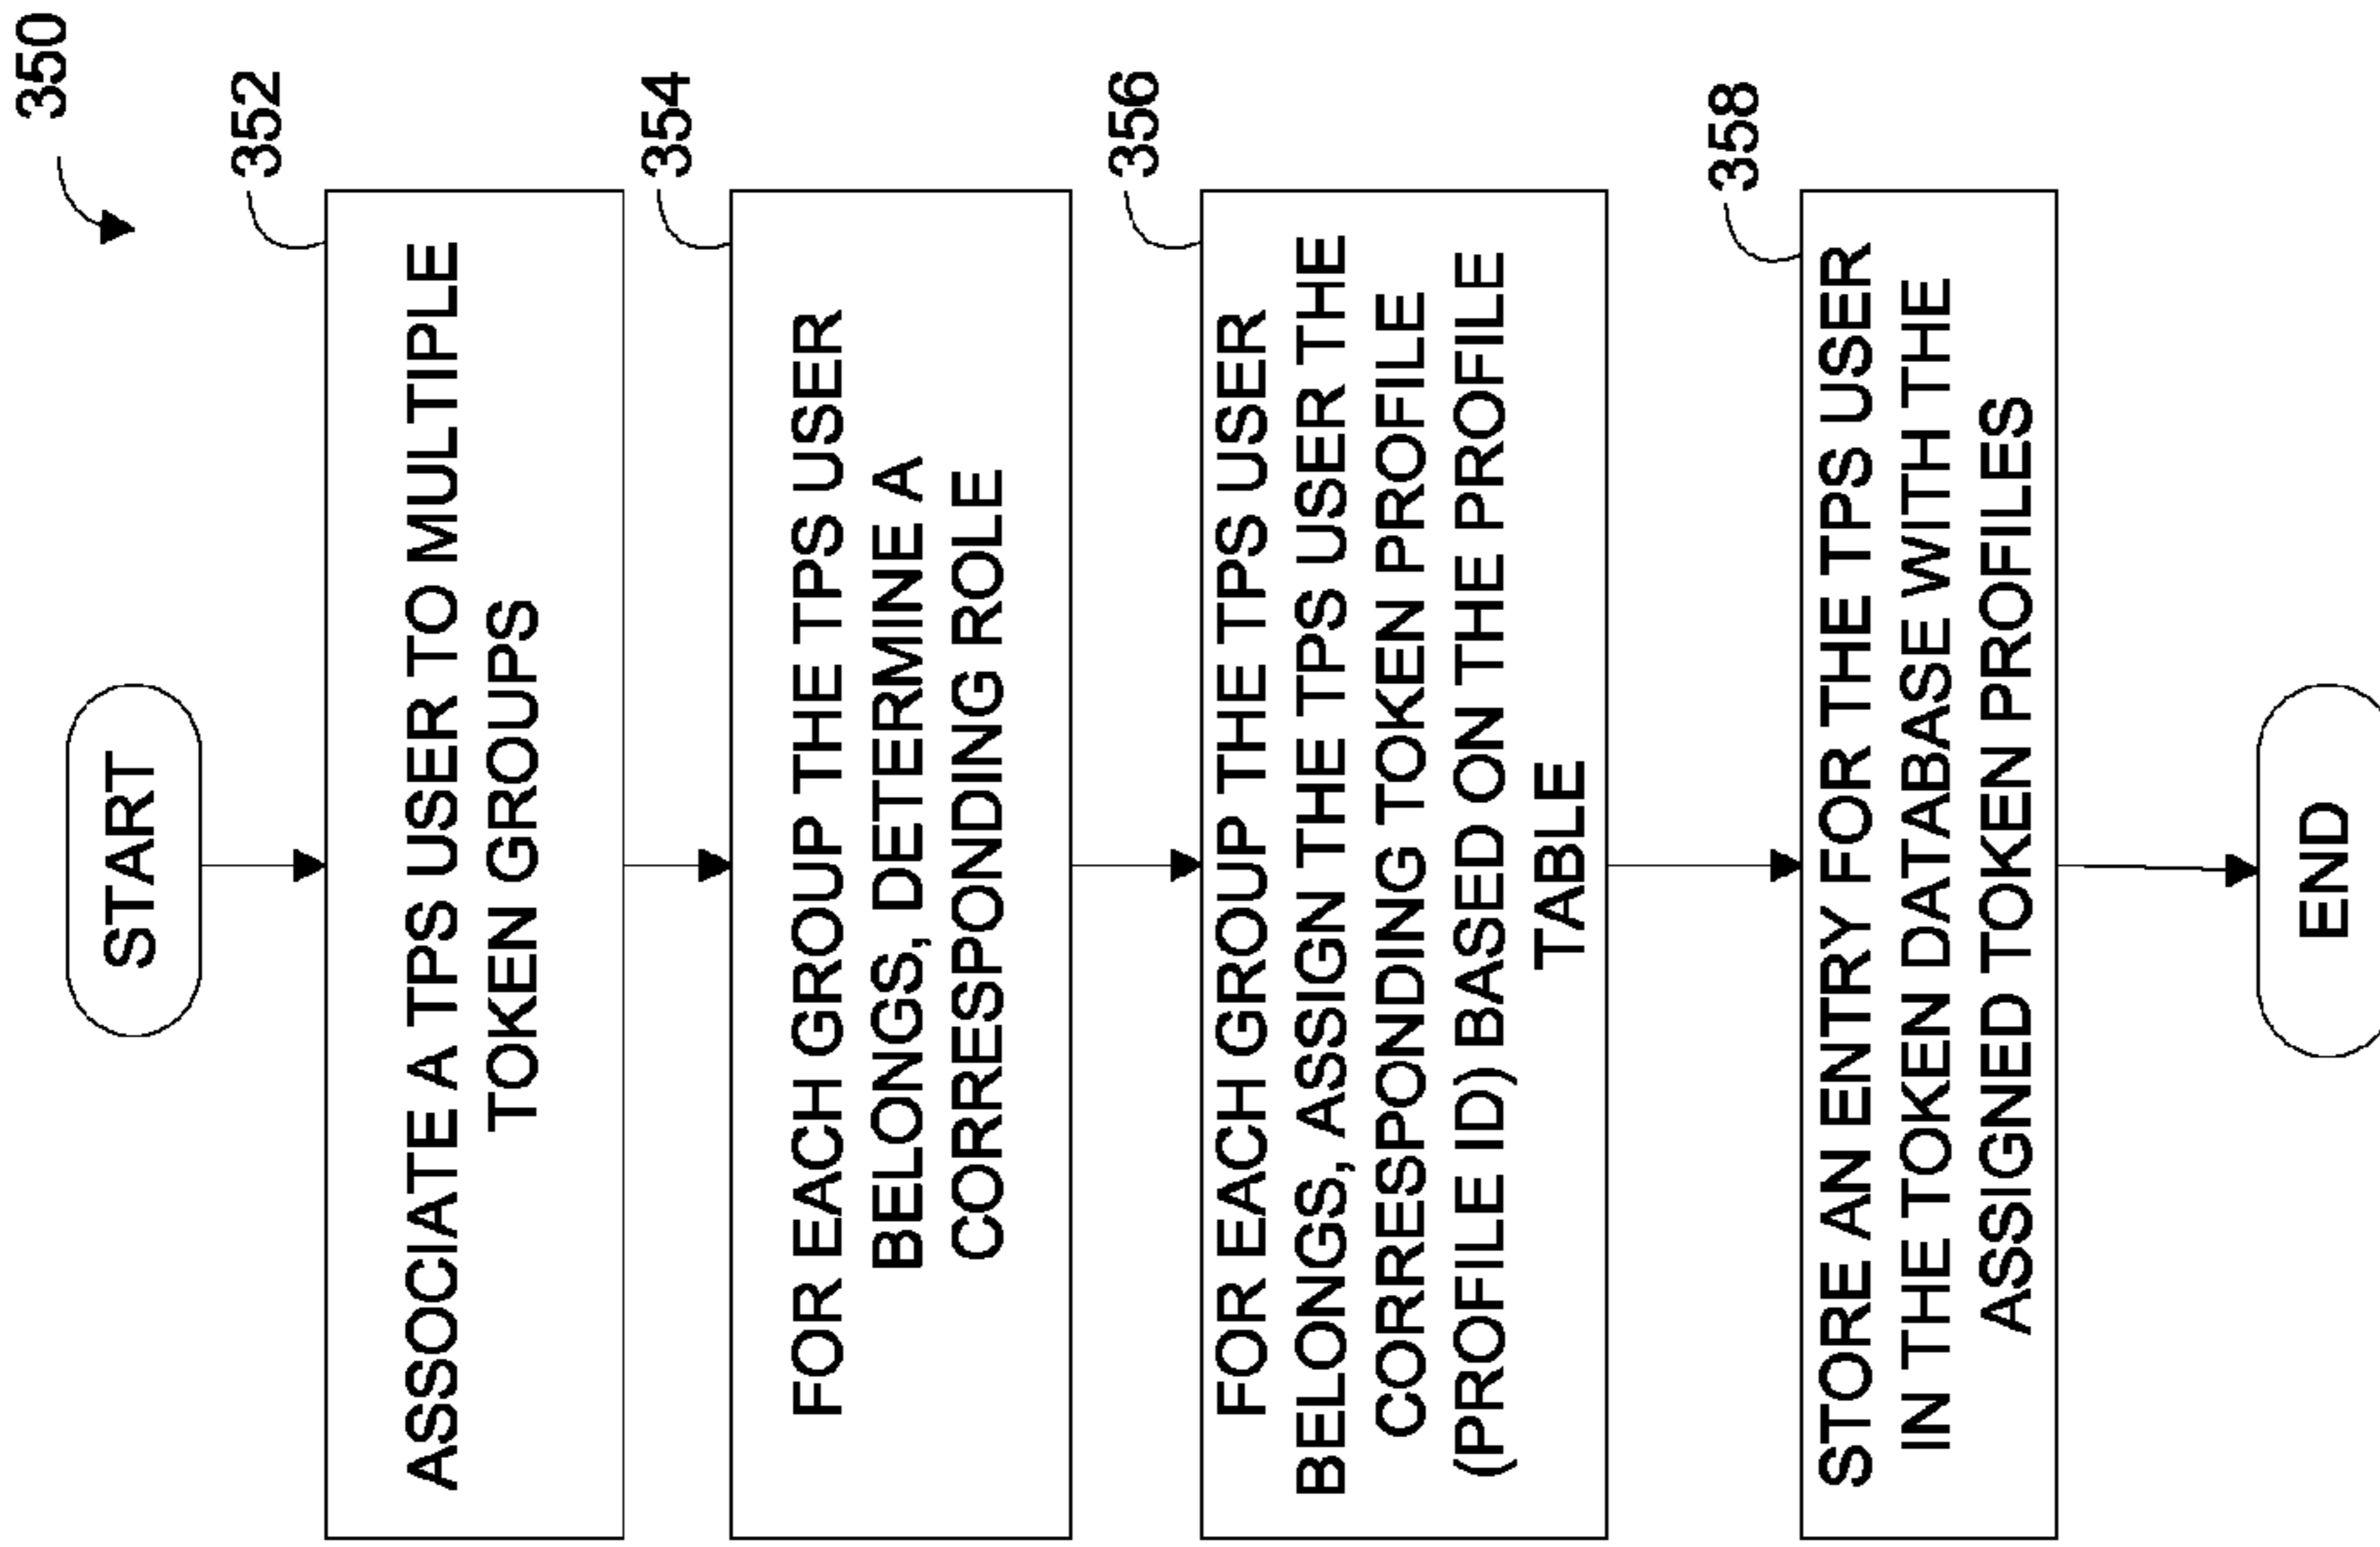 350
START
352
ASSOCIATE A TPS USER TO MULTIPLE
TOKEN GROUPS
354
FOR EACH GROUP THE TPS USER
BELONGS, DETERMINE A
CORRESPONDING ROLE
356
FOR EACH GROUP THE TPS USER
BELONGS, ASSIGN THE TPS USER THE
CORRESPONDING TOKEN PROFILE
(PROFILE ID)) BASED ON THE PROFILE
TABLE
358
STORE AN ENTRY FOR THE TPS USER
IN THE TOKEN DATABASE WITH THE
ASSIGNED TOKEN PROFILES
END